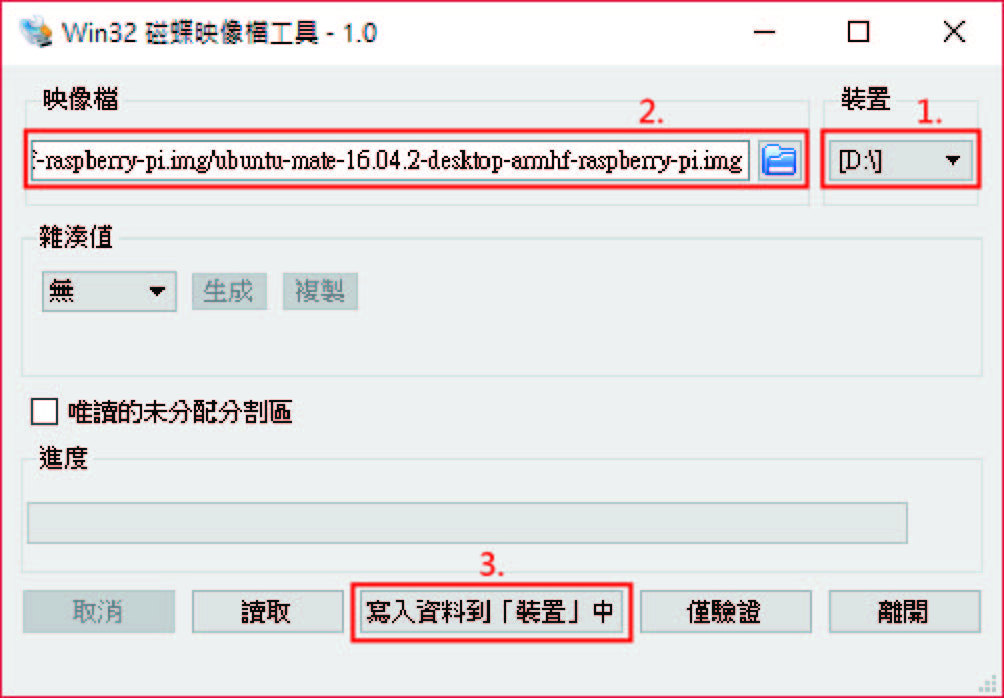 Win32 磁蝶映像檔工具 - 1.0
映像檔
2.
裝置
1.
f-raspberry-pi.img/ubuntu-mate-16.04.2-desktop-armhf-raspberry-pi.img
[D:\]
雜湊值
無
生成
複製
唯讀的未分配分割區
進度
3.
取消
讀取
寫入資料到「裝置」中
僅驗證
離開